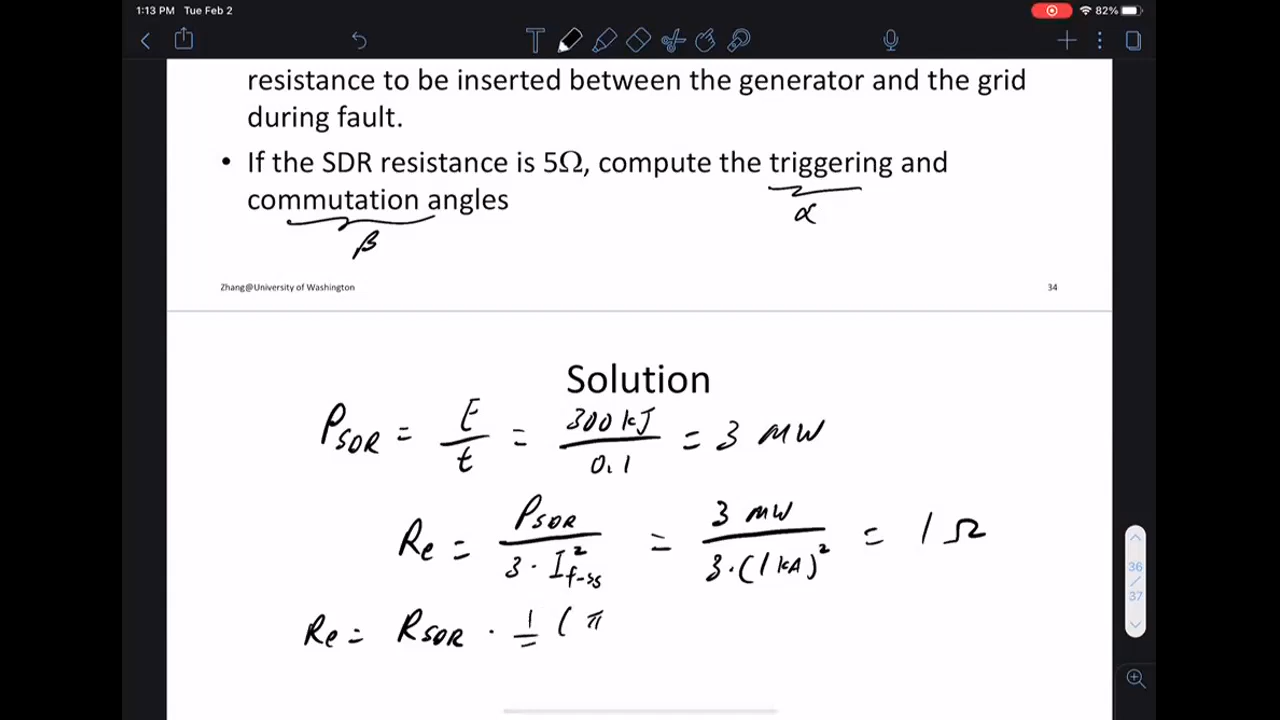 1:13 PM Tue Feb 2
82%
resistance to be inserted between the generator and the grid
during fault.
• If the SDR resistance is 5Ω, compute the triggering and
commutation angles
α
β
Zhang@University of Washington
34
Solution
P_SDR = E/t = 300 kJ / 0.1 = 3 MW
Re = P_SDR / 3 · I²_f-ss = 3 MW / 3 · (1 kA)² = 1 Ω
Re = R_SDR · 1/= ( π
36
/
37